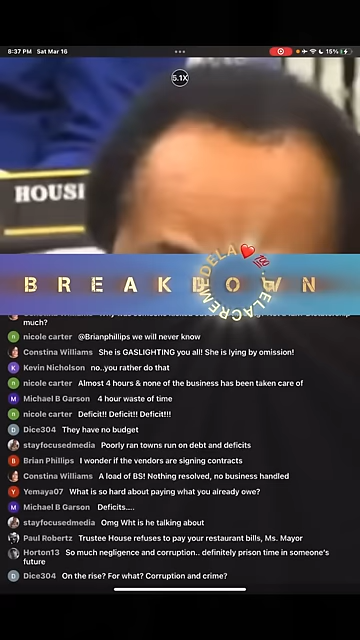 8:37 PM Sat Mar 16
15%
5.1X
HOUSI
BREAKDOWN
DELACREMEDELA
much?
nicole carter @Brianphillips we will never know
Constina Williams She is GASLIGHTING you all! She is lying by omission!
Kevin Nicholson no..you rather do that
nicole carter Almost 4 hours & none of the business has been taken care of
Michael B Garson 4 hour waste of time
nicole carter Deficit!! Deficit!! Deficit!!!
Dice304 They have no budget
stayfocusedmedia Poorly ran towns run on debt and deficits
Brian Phillips I wonder if the vendors are signing contracts
Constina Williams A load of BS! Nothing resolved, no business handled
Yemaya07 What is so hard about paying what you already owe?
Michael B Garson Deficits....
stayfocusedmedia Omg Wht is he talking about
Paul Robertz Trustee House refuses to pay your restaurant bills, Ms. Mayor
Horton13 So much negligence and corruption.. definitely prison time in someone's
future
Dice304 On the rise? For what? Corruption and crime?